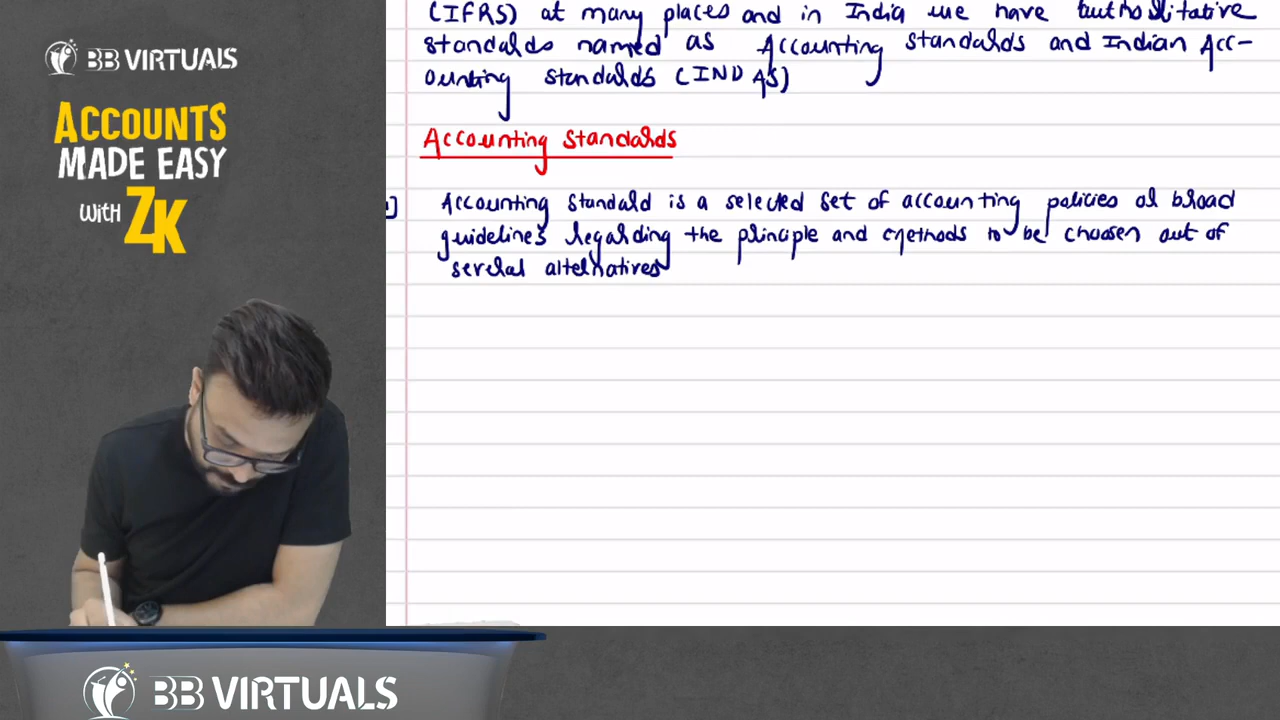 BB VIRTUALS
ACCOUNTS
MADE EASY
WITH ZK
(IFRS) at many places and in India we have authoritative
standards named as Accounting standards and Indian Acc-
ounting standards (IND AS)
Accounting Standards
Accounting Standard is a selected set of accounting policies or broad
guidelines regarding the principle and methods to be choosen out of
several alternatives
BB VIRTUALS